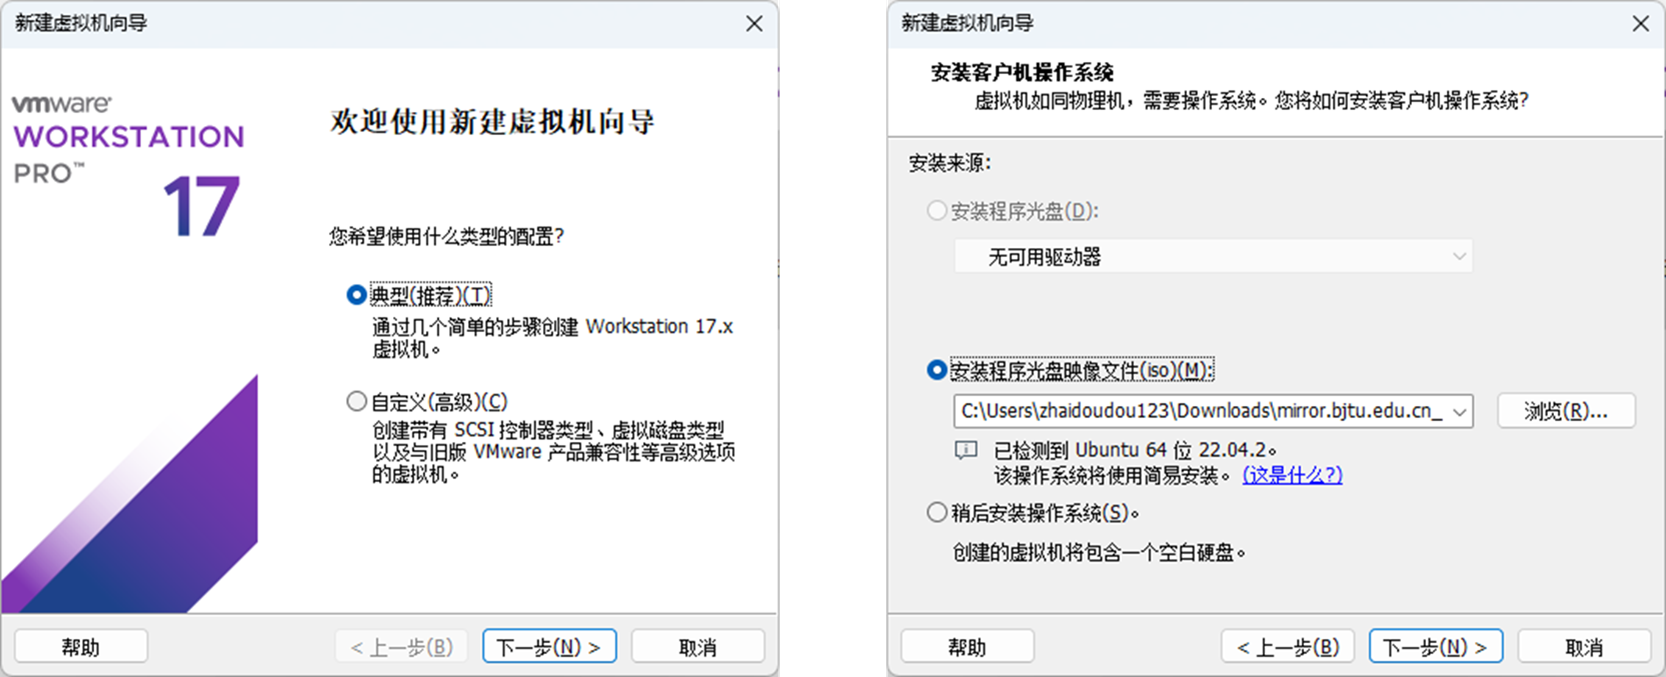 新建虚拟机向导
vmware
WORKSTATION
PRO™
17
欢迎使用新建虚拟机向导
您希望使用什么类型的配置?
典型(推荐)(T)
通过几个简单的步骤创建 Workstation 17.x
虚拟机。
自定义(高级)(C)
创建带有 SCSI 控制器类型、虚拟磁盘类型
以及与旧版 VMware 产品兼容性等高级选项
的虚拟机。
帮助
< 上一步(B)
下一步(N) >
取消
新建虚拟机向导
安装客户机操作系统
虚拟机如同物理机，需要操作系统。您将如何安装客户机操作系统?
安装来源:
安装程序光盘(D):
无可用驱动器
安装程序光盘映像文件(iso)(M):
C:\Users\zhaidoudou123\Downloads\mirror.bjtu.edu.cn_
浏览(R)...
已检测到 Ubuntu 64 位 22.04.2。
该操作系统将使用简易安装。 (这是什么?)
稍后安装操作系统(S)。
创建的虚拟机将包含一个空白硬盘。
帮助
< 上一步(B)
下一步(N) >
取消